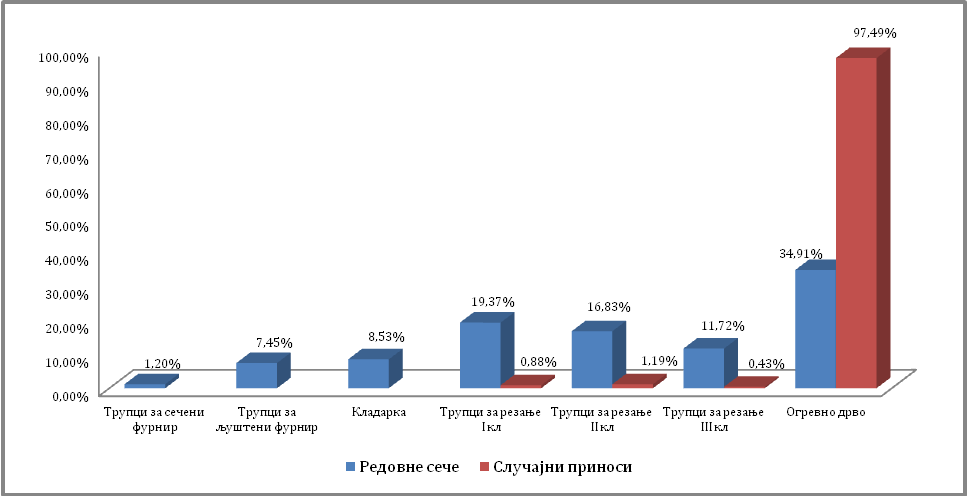 97,49%
100,00%
90,00%
80,00%
70,00%
60,00%
50,00%
40,00%
30,00%
20,00%
10,00%
0,00%
1,20%
7,45%
8,53%
19,37%
0,88%
16,83%
1,19%
11,72%
0,43%
34,91%
Трупци за сечени
фурнир
Трупци за
љуштени фурнир
Кладарка
Трупци за резање
I кл
Трупци за резање
II кл
Трупци за резање
III кл
Огревно дрво
Редовне сече
Случајни приноси